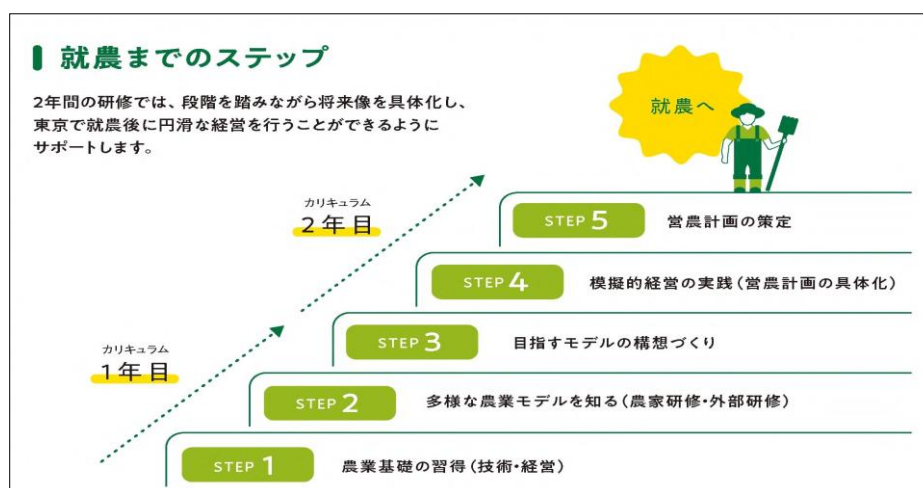 就農までのステップ
2年間の研修では、段階を踏みながら将来像を具体化し、
東京で就農後に円滑な経営を行うことができるように
サポートします。
就農へ
カリキュラム
2年目
STEP 5 営農計画の策定
STEP 4 模擬的経営の実践(営農計画の具体化)
STEP 3 目指すモデルの構想づくり
カリキュラム
1年目
STEP 2 多様な農業モデルを知る(農家研修・外部研修)
STEP 1 農業基礎の習得(技術・経営)